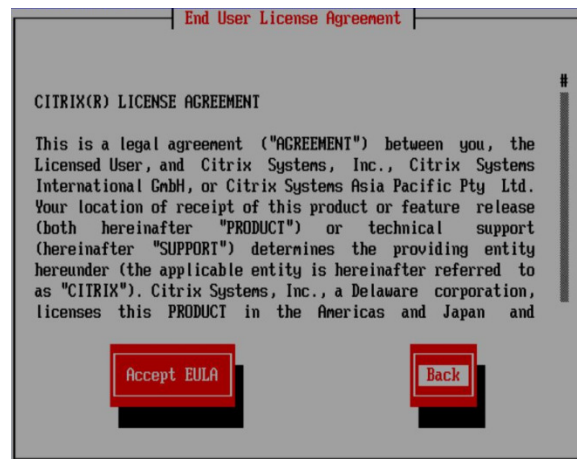 End User License Agreement
#
CITRIX(R) LICENSE AGREEMENT
This is a legal agreement ("AGREEMENT") between you, the
Licensed User, and Citrix Systems, Inc., Citrix Systems
International GmbH, or Citrix Systems Asia Pacific Pty Ltd.
Your location of receipt of this product or feature release
(both hereinafter "PRODUCT") or technical support
(hereinafter "SUPPORT") determines the providing entity
hereunder (the applicable entity is hereinafter referred to
as "CITRIX"). Citrix Systems, Inc., a Delaware corporation,
licenses this PRODUCT in the Americas and Japan and
Accept EULA
Back